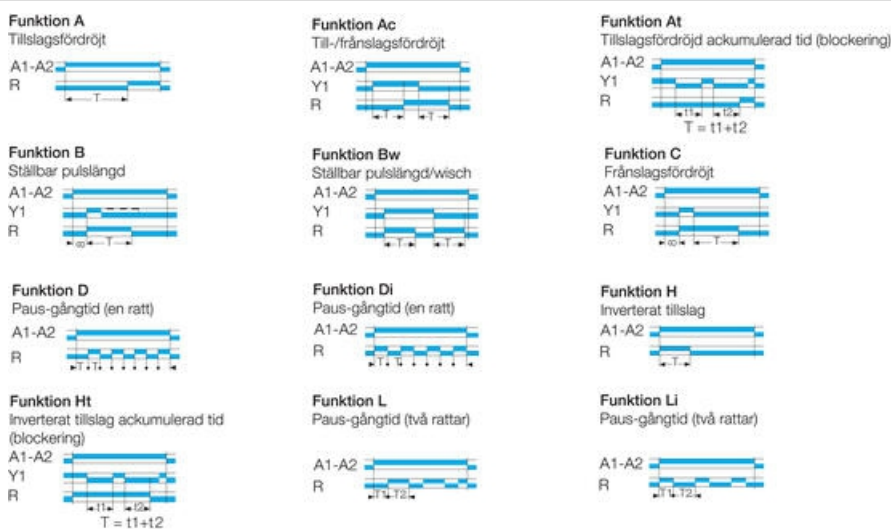 Funktion A
Tillslagsfördröjt
A1-A2
R
T
Funktion Ac
Till-/frånslagsfördröjt
A1-A2
Y1
R
T T
Funktion At
Tillslagsfördröjd ackumulerad tid (blockering)
A1-A2
Y1
R
t1 t2
T = t1+t2
Funktion B
Ställbar pulslängd
A1-A2
Y1
R
∞ T
Funktion Bw
Ställbar pulslängd/wisch
A1-A2
Y1
R
T T
Funktion C
Frånslagsfördröjt
A1-A2
Y1
R
∞ T
Funktion D
Paus-gångtid (en ratt)
A1-A2
R
T T
Funktion Di
Paus-gångtid (en ratt)
A1-A2
R
T T
Funktion H
Inverterat tillslag
A1-A2
R
T
Funktion Ht
Inverterat tillslag ackumulerad tid
(blockering)
A1-A2
Y1
R
t1 t2
T = t1+t2
Funktion L
Paus-gångtid (två rattar)
A1-A2
R
T1 T2
Funktion Li
Paus-gångtid (två rattar)
A1-A2
R
T1 T2